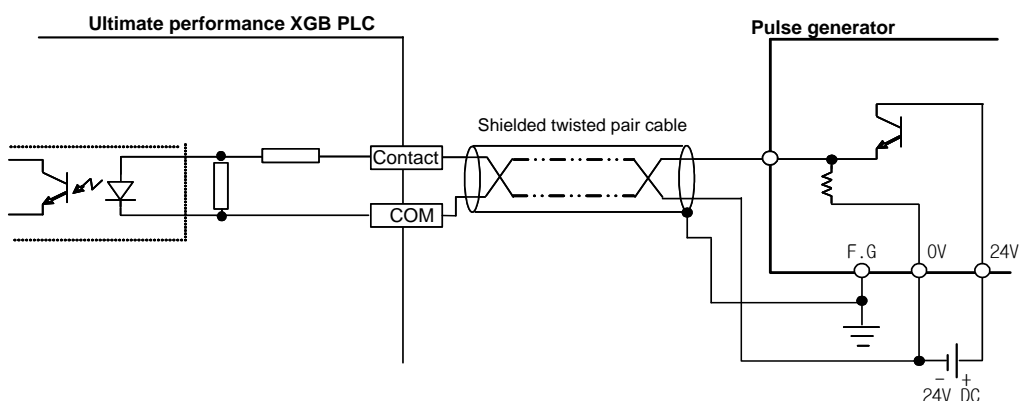 Ultimate performance XGB PLC
Pulse generator
Shielded twisted pair cable
Contact
COM
F.G
0V
24V
- +
24V DC